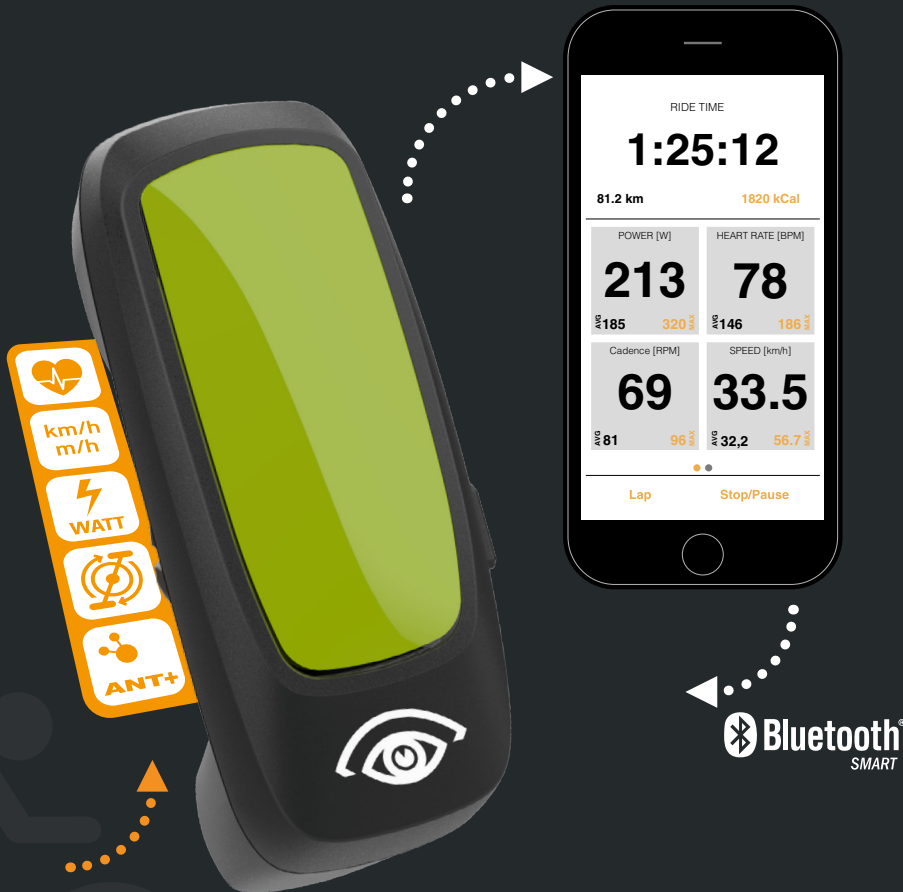 RIDE TIME
1:25:12
81.2 km 1820 kCal
POWER [W] HEART RATE [BPM]
213 78
AVG 185 320 MAX AVG 146 186 MAX
Cadence [RPM] SPEED [km/h]
69 33.5
AVG 81 96 MAX AVG 32,2 56.7 MAX
Lap Stop/Pause
km/h
m/h
WATT
ANT+
Bluetooth®
SMART